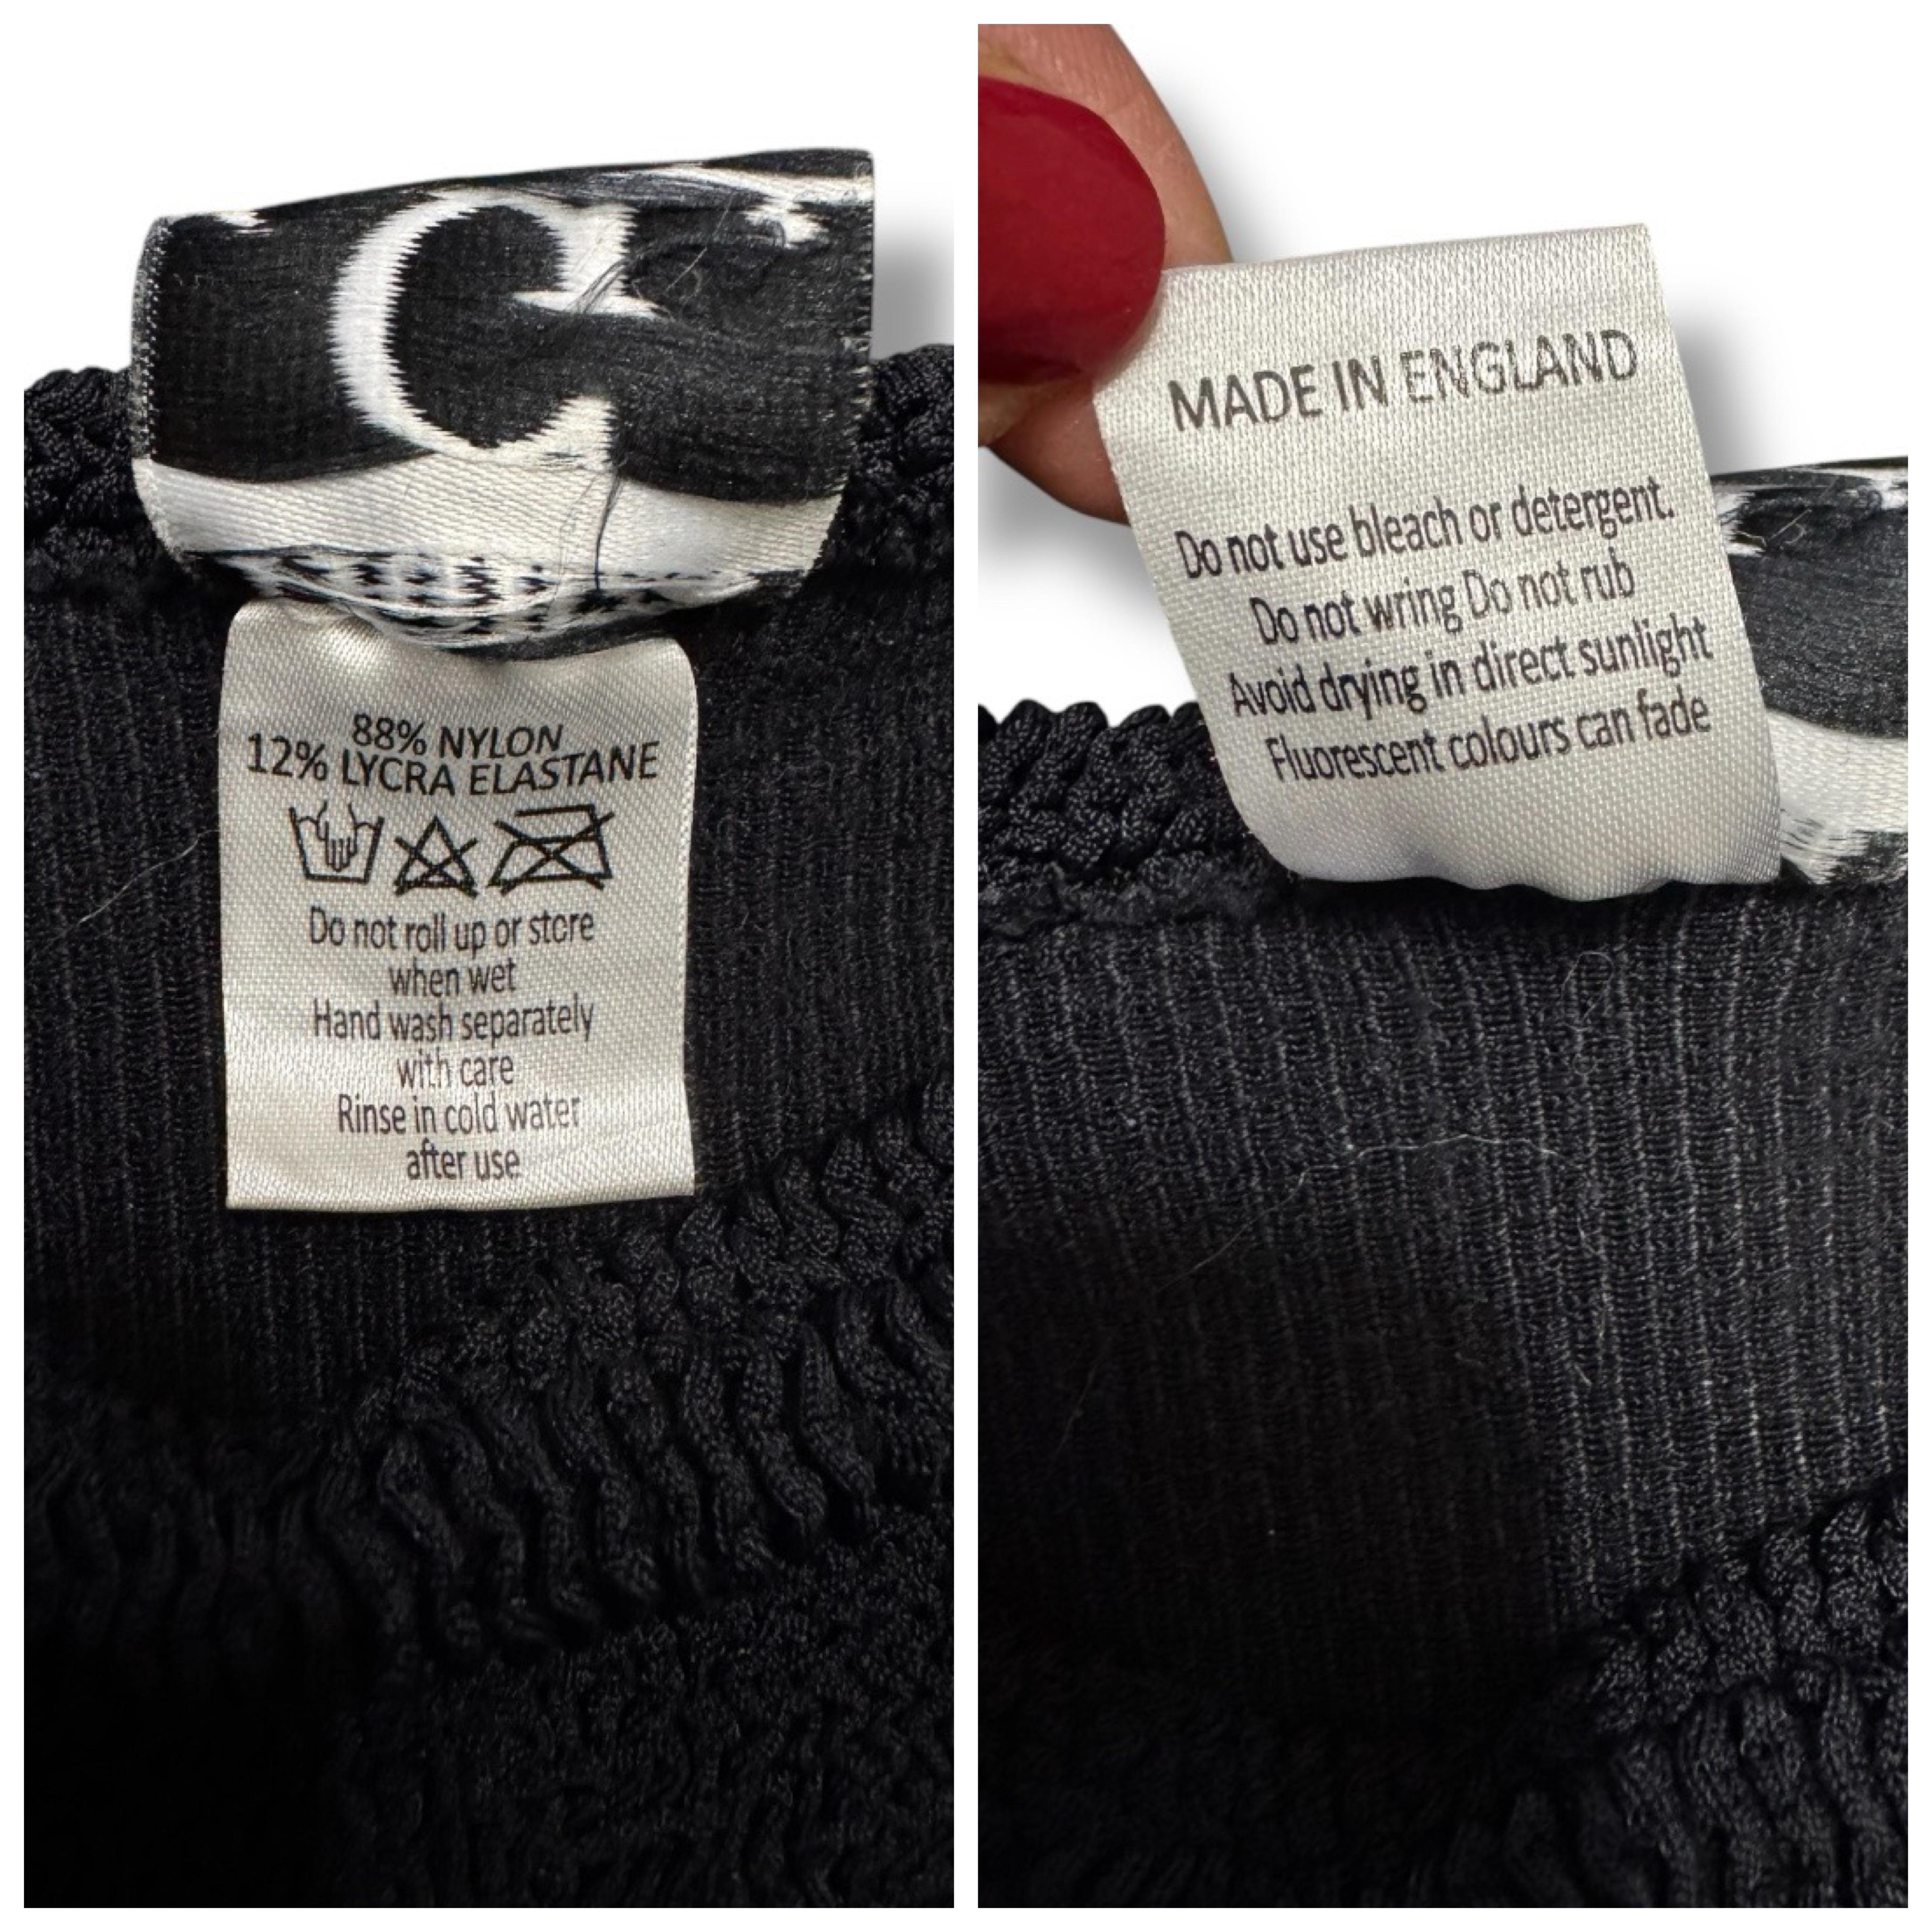 88% NYLON
12% LYCRA ELASTANE
Do not roll up or store
when wet
Hand wash separately
with care
Rinse in cold water
after use
MADE IN ENGLAND
Do not use bleach or detergent.
Do not wring Do not rub
Avoid drying in direct sunlight
Fluorescent colours can fade